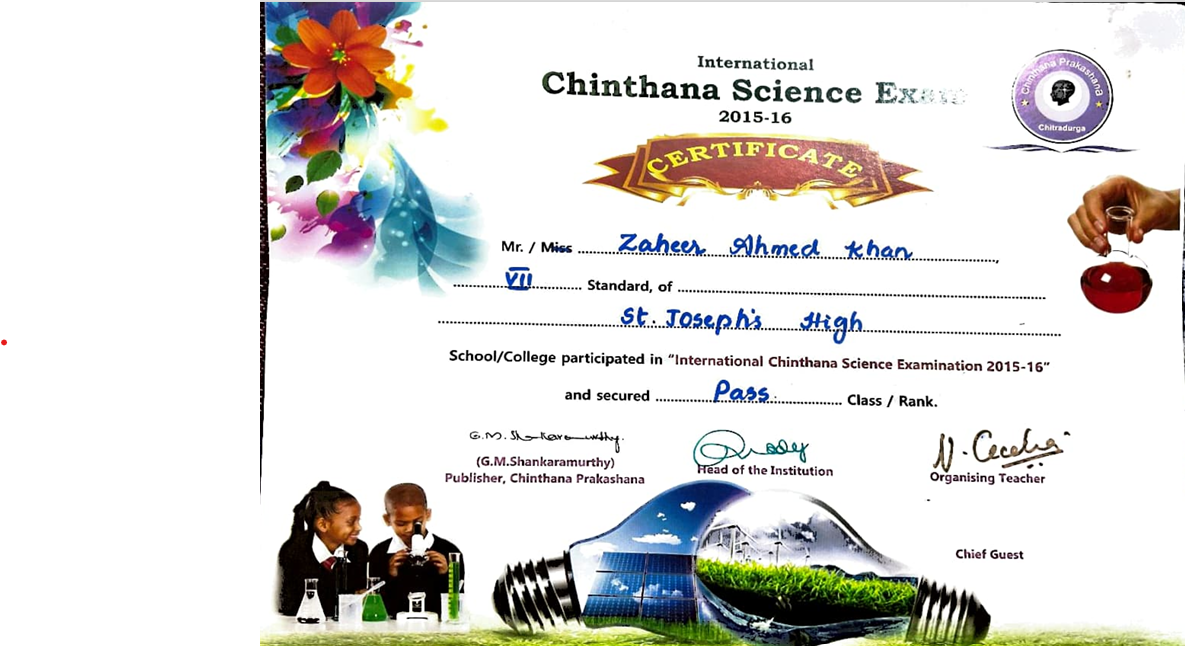 International
Chinthana Science Exam
2015-16
Chinthana Prakashana
Chitradurga
CERTIFICATE
Mr. / Miss ........ Zaheer Ahmed Khan ........,
........ VII ........ Standard, of ........
........ St. Joseph's High ........
School/College participated in “International Chinthana Science Examination 2015-16”
and secured ........ Pass ........ Class / Rank.
G.M. Shankaramurthy.
(G.M.Shankaramurthy)
Publisher, Chinthana Prakashana
Head of the Institution
Organising Teacher
Chief Guest